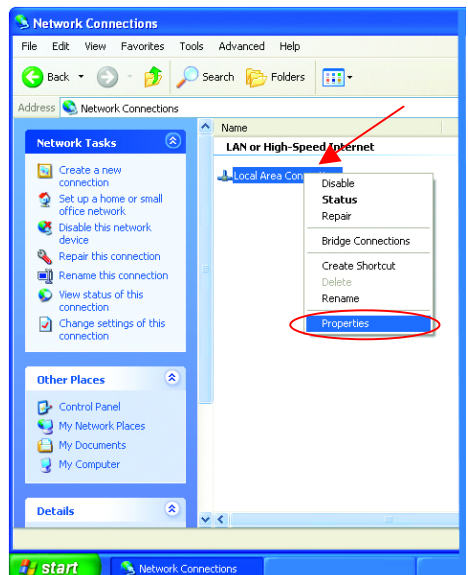 Network Connections
File Edit View Favorites Tools Advanced Help
Back Search Folders
Address Network Connections
Network Tasks
Create a new
connection
Set up a home or small
office network
Disable this network
device
Repair this connection
Rename this connection
View status of this
connection
Change settings of this
connection
Other Places
Control Panel
My Network Places
My Documents
My Computer
Details
Name
LAN or High-Speed Internet
Local Area Con
Disable
Status
Repair
Bridge Connections
Create Shortcut
Delete
Rename
Properties
start Network Connections